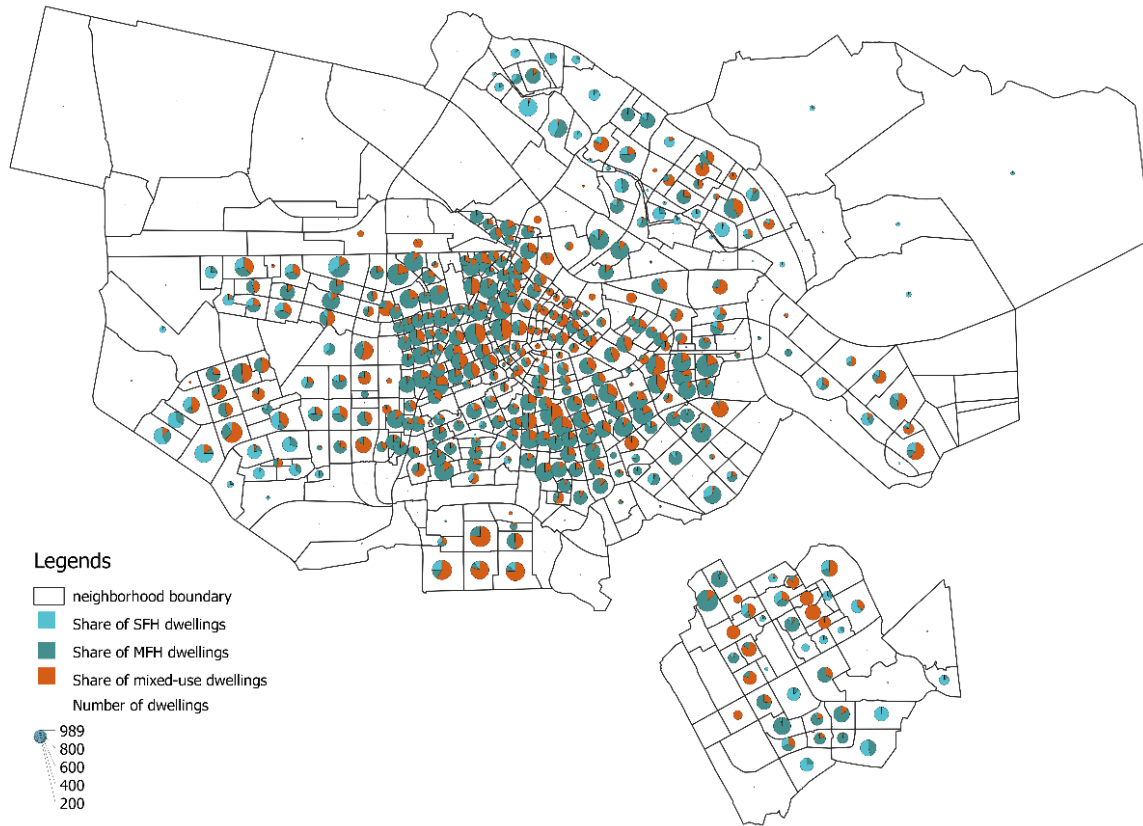 Legends
neighborhood boundary
Share of SFH dwellings
Share of MFH dwellings
Share of mixed-use dwellings
Number of dwellings
989
800
600
400
200